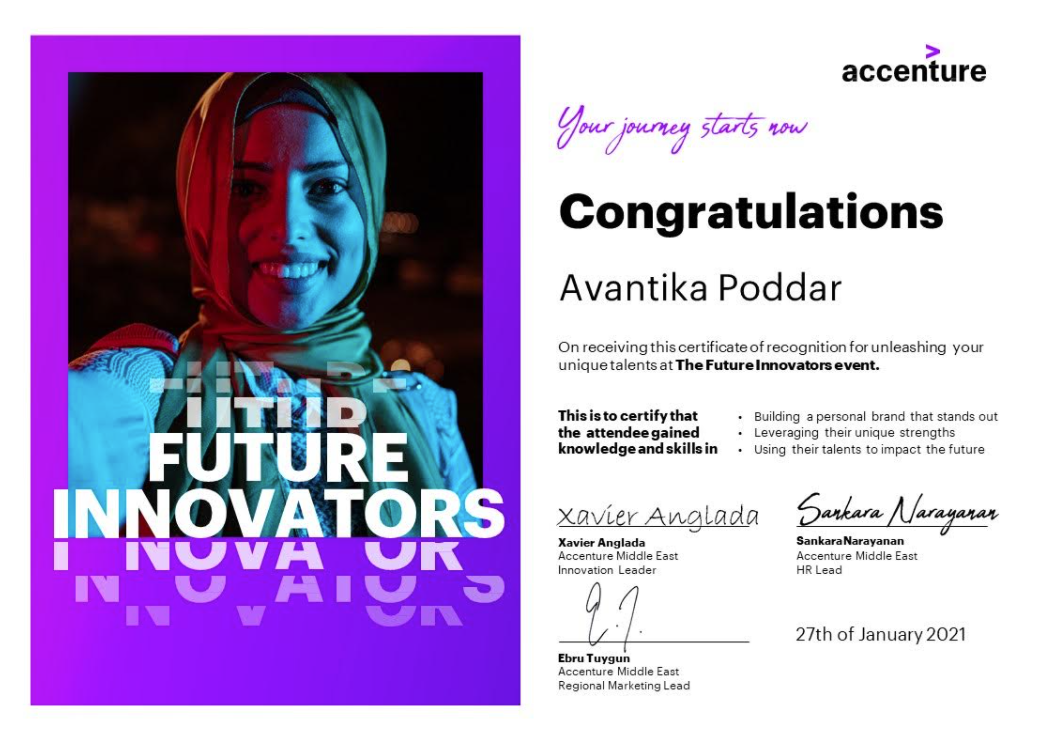 FUTURE
INNOVATORS
accenture
Your journey starts now
Congratulations
Avantika Poddar
On receiving this certificate of recognition for unleashing your
unique talents at The Future Innovators event.
This is to certify that
the attendee gained
knowledge and skills in
• Building a personal brand that stands out
• Leveraging their unique strengths
• Using their talents to impact the future
Xavier Anglada
Xavier Anglada
Accenture Middle East
Innovation Leader
Sankara Narayanan
Sankara Narayanan
Accenture Middle East
HR Lead
E.T.
Ebru Tuygun
Accenture Middle East
Regional Marketing Lead
27th of January 2021